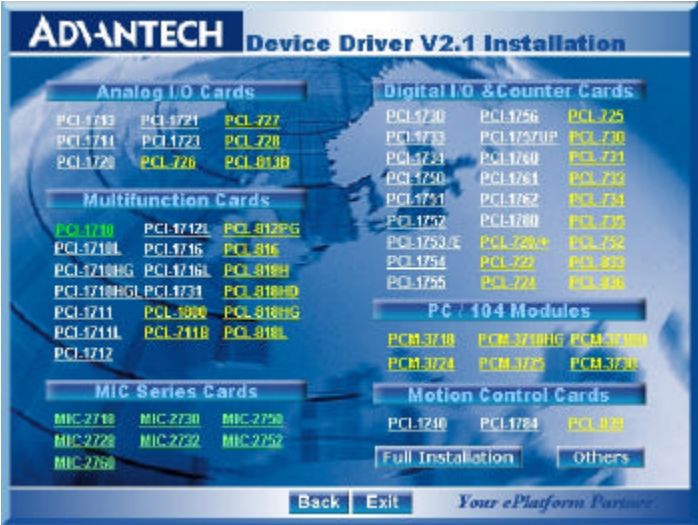 ADVANTECH
Device Driver V2.1 Installation
Analog I/O Cards
PCI-1713 PCI-1721 PCL-727
PCI-1714 PCI-1723 PCL-728
PCI-1720 PCL-726 PCL-813B
Multifunction Cards
PCI-1710 PCI-1712L PCL-812PG
PCI-1710L PCI-1716 PCL-816
PCI-1710HG PCI-1716L PCL-818H
PCI-1710HGL PCI-1731 PCL-818HD
PCI-1711 PCL-1800 PCL-818HG
PCI-1711L PCL-711B PCL-818L
PCI-1712
MIC Series Cards
MIC-2718 MIC-2730 MIC-2750
MIC-2728 MIC-2732 MIC-2752
MIC-2760
Digital I/O &Counter Cards
PCI-1730 PCI-1756 PCL-725
PCI-1733 PCI-1757UP PCL-730
PCI-1734 PCI-1760 PCL-731
PCI-1750 PCI-1761 PCL-733
PCI-1751 PCI-1762 PCL-734
PCI-1752 PCI-1780 PCL-735
PCI-1753/E PCL-720/+ PCL-752
PCI-1754 PCL-722 PCL-833
PCI-1755 PCL-724 PCL-836
PC / 104 Modules
PCM-3718 PCM-3718HG
PCM-3724 PCM-3725 PCM-3730
Motion Control Cards
PCI-1240 PCI-1784 PCL-839
Full Installation Others
Back Exit Your ePlatform Partner